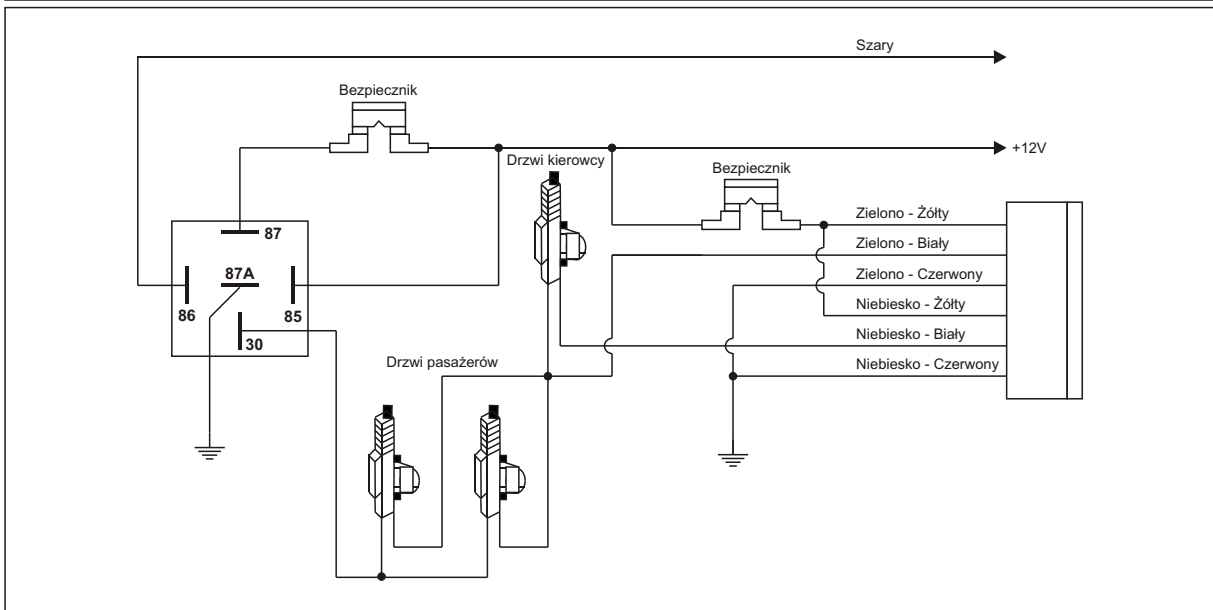 Szary
Bezpiecznik
+12V
Drzwi kierowcy
Bezpiecznik
Zielono - Żółty
87
Zielono - Biały
87A
Zielono - Czerwony
Niebiesko - Żółty
86
85
30
Niebiesko - Biały
Drzwi pasażerów
Niebiesko - Czerwony